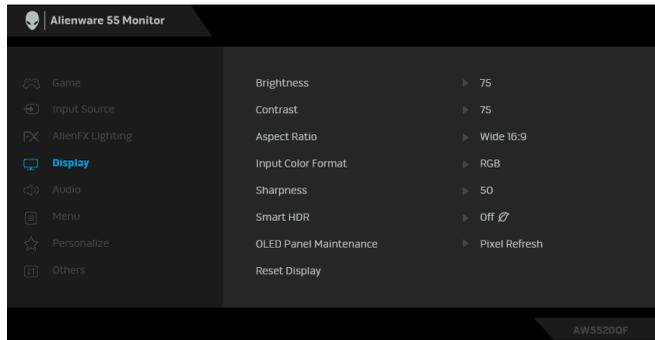 Alienware 55 Monitor
Game
Input Source
AlienFX Lighting
Display
Audio
Menu
Personalize
Others
Brightness 75
Contrast 75
Aspect Ratio Wide 16:9
Input Color Format RGB
Sharpness 50
Smart HDR Off
OLED Panel Maintenance Pixel Refresh
Reset Display
AW5520QF